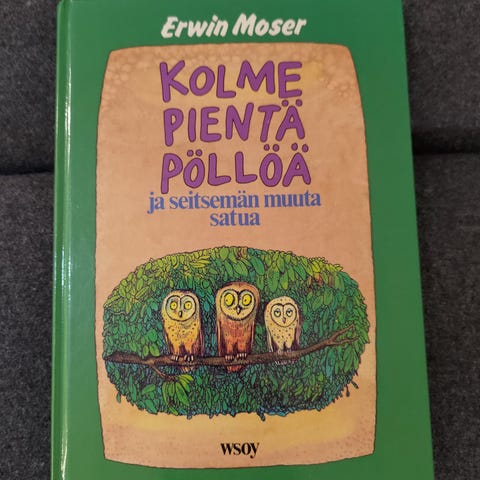 Erwin Moser
KOLME
PIENTÄ
PÖLLÖÄ
ja seitsemän muuta
satua
wsoy